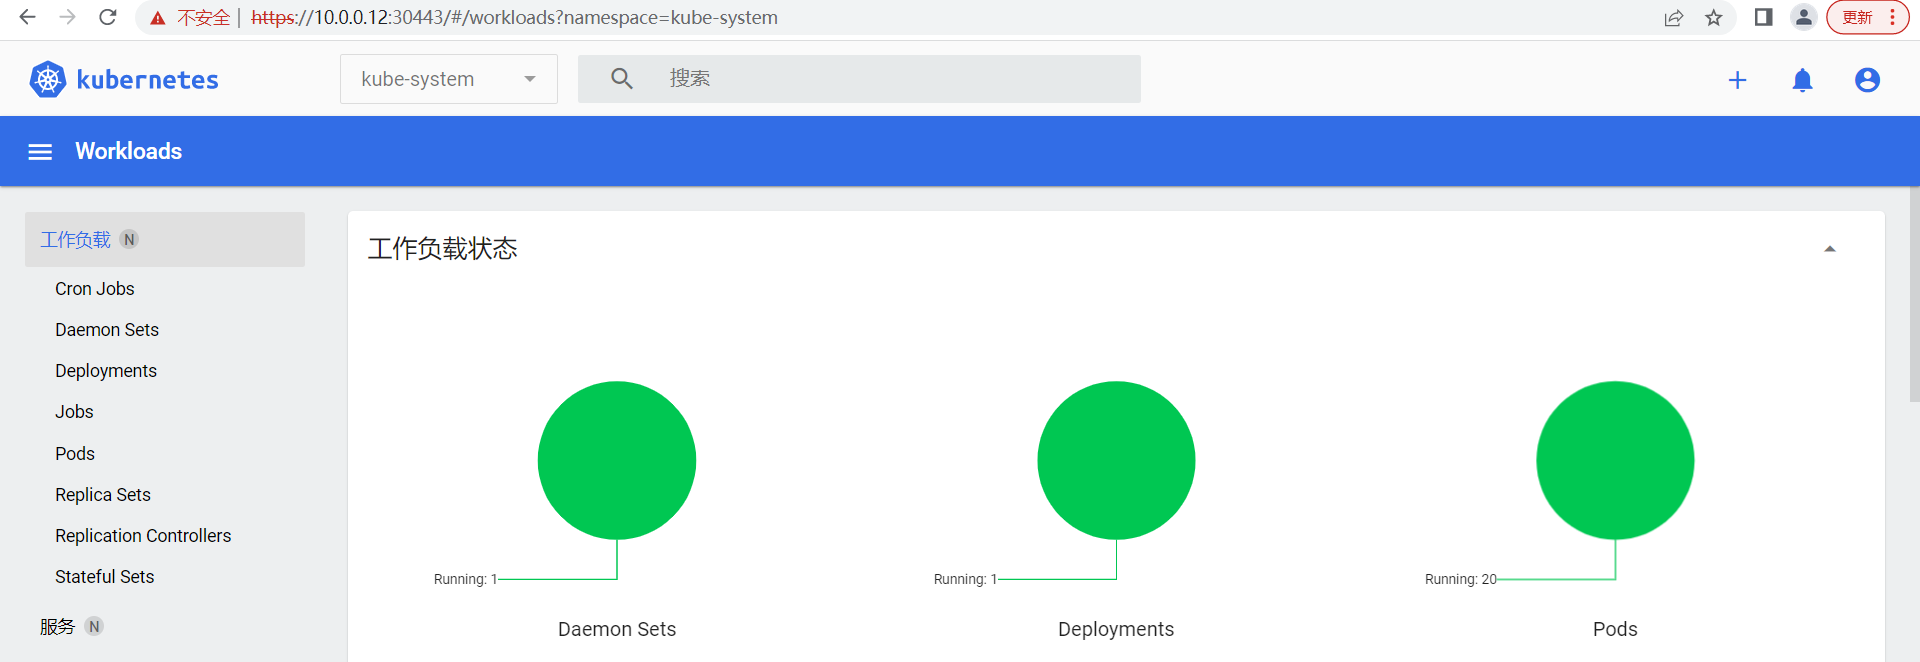 不安全 | https://10.0.0.12:30443/#/workloads?namespace=kube-system 更新
kubernetes kube-system 搜索
Workloads
工作负载 N
Cron Jobs
Daemon Sets
Deployments
Jobs
Pods
Replica Sets
Replication Controllers
Stateful Sets
服务 N
工作负载状态
Running: 1
Daemon Sets
Running: 1
Deployments
Running: 20
Pods